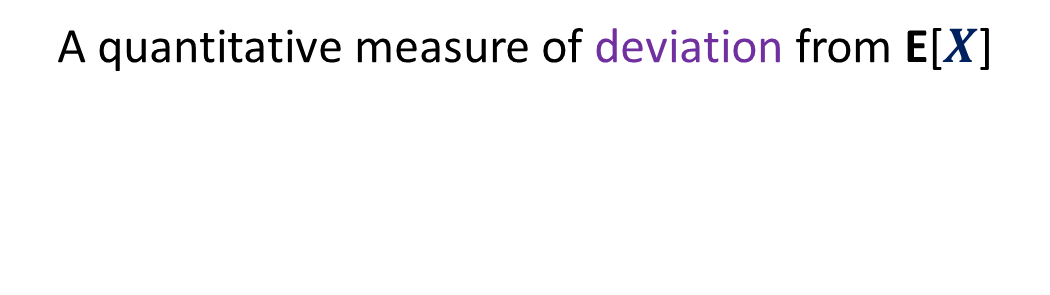 A quantitative measure of deviation from E[X]